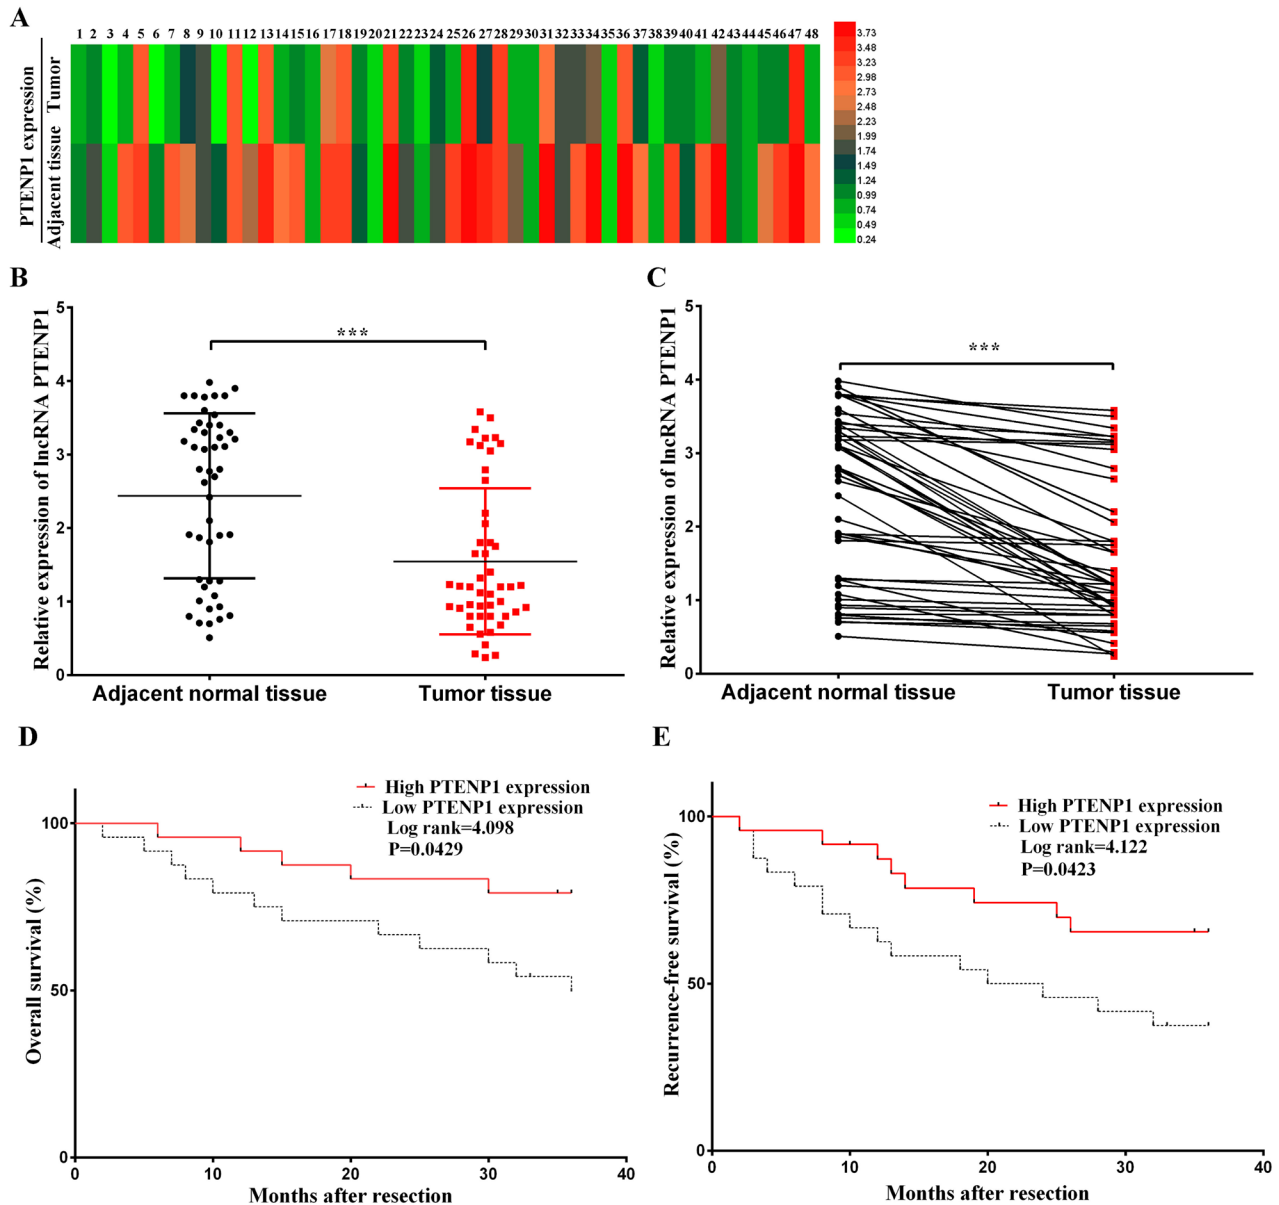 A
1 2 3 4 5 6 7 8 9 10 11 12 13 14 15 16 17 18 19 20 21 22 23 24 25 26 27 28 29 30 31 32 33 34 35 36 37 38 39 40 41 42 43 44 45 46 47 48
PTENP1 expression
Tumor
Adjacent tissue
3.73
3.48
3.23
2.98
2.73
2.48
2.23
1.99
1.74
1.49
1.24
0.99
0.74
0.49
0.24
B
Relative expression of lncRNA PTENP1
5
4
3
2
1
0
***
Adjacent normal tissue
Tumor tissue
C
Relative expression of lncRNA PTENP1
5
4
3
2
1
0
***
Adjacent normal tissue
Tumor tissue
D
High PTENP1 expression
Low PTENP1 expression
Log rank=4.098
P=0.0429
Overall survival (%)
100
50
0
0 10 20 30 40
Months after resection
E
High PTENP1 expression
Low PTENP1 expression
Log rank=4.122
P=0.0423
Recurrence-free survival (%)
100
50
0
0 10 20 30 40
Months after resection